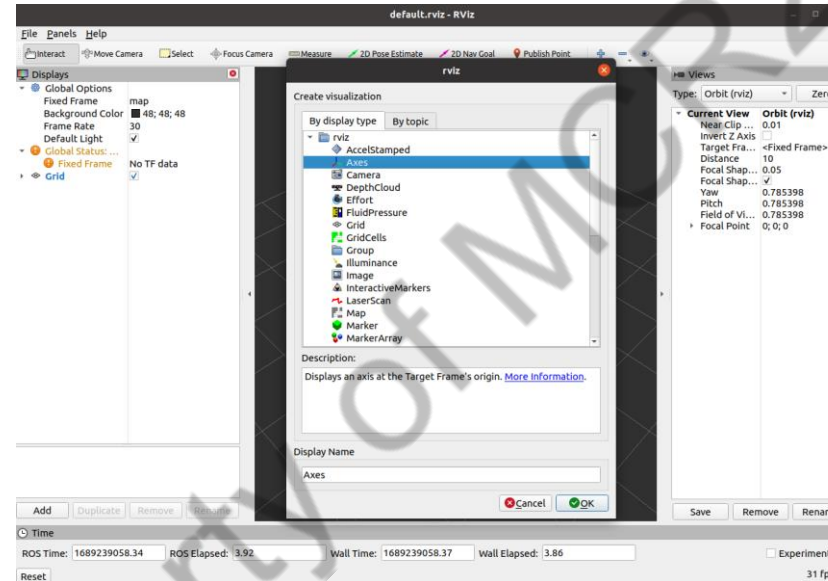 default.rviz - RViz
File Panels Help
Interact Move Camera Select Focus Camera Measure 2D Pose Estimate 2D Nav Goal Publish Point
Displays
Global Options
Fixed Frame map
Background Color 48; 48; 48
Frame Rate 30
Default Light
Global Status: ...
Fixed Frame No TF data
Grid
Add Duplicate Remove Rename
rviz
Create visualization
By display type By topic
rviz
AccelStamped
Axes
Camera
DepthCloud
Effort
FluidPressure
Grid
GridCells
Group
Illuminance
Image
InteractiveMarkers
LaserScan
Map
Marker
MarkerArray
Description:
Displays an axis at the Target Frame's origin. More Information.
Display Name
Axes
Cancel OK
Views
Type: Orbit (rviz) Zero
Current View Orbit (rviz)
Near Clip ... 0.01
Invert Z Axis
Target Fra... <Fixed Frame>
Distance 10
Focal Shap... 0.05
Focal Shap...
Yaw 0.785398
Pitch 0.785398
Field of Vi... 0.785398
Focal Point 0; 0; 0
Save Remove Renar
Time
ROS Time: 1689239058.34 ROS Elapsed: 3.92 Wall Time: 1689239058.37 Wall Elapsed: 3.86 Experimen
Reset 31 fp